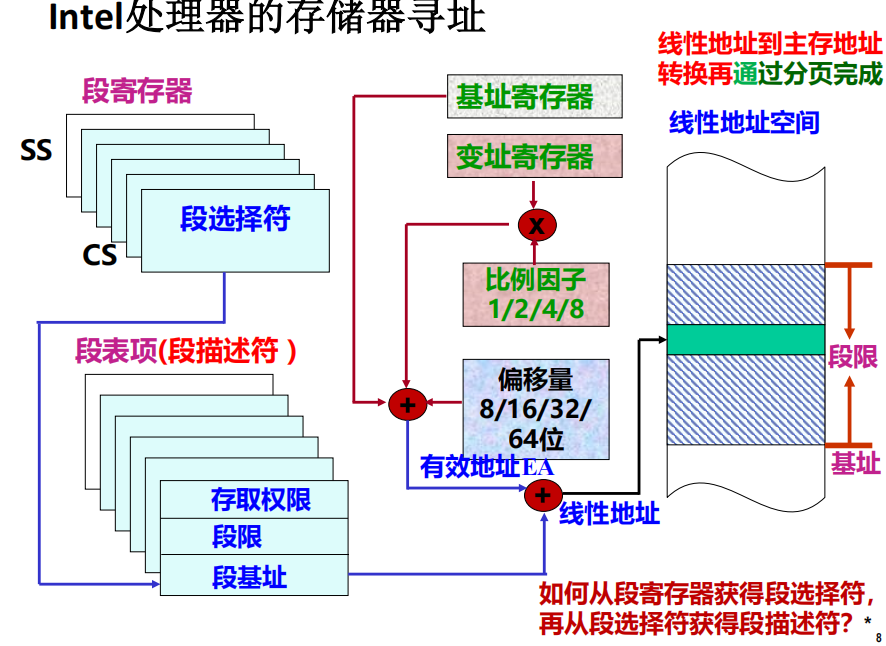 Intel处理器的存储器寻址
线性地址到主存地址
转换再通过分页完成
段寄存器
基址寄存器
线性地址空间
SS
变址寄存器
段选择符
X
CS
比例因子
1/2/4/8
段表项(段描述符 )
段限
偏移量
8/16/32/
64位
+
有效地址EA
基址
存取权限
+
线性地址
段限
段基址
如何从段寄存器获得段选择符，
再从段选择符获得段描述符？*
8